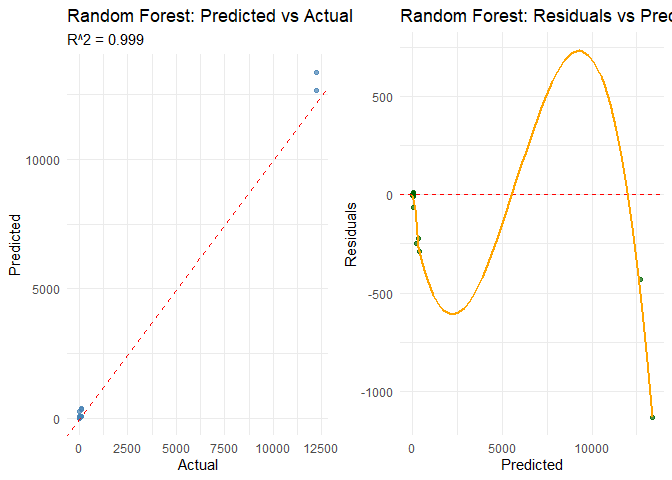 Random Forest: Predicted vs Actual
R^2 = 0.999
Predicted
10000
5000
0
0
2500
5000
7500
10000
12500
Actual
Random Forest: Residuals vs Pred
Residuals
500
0
-500
-1000
0
5000
10000
Predicted